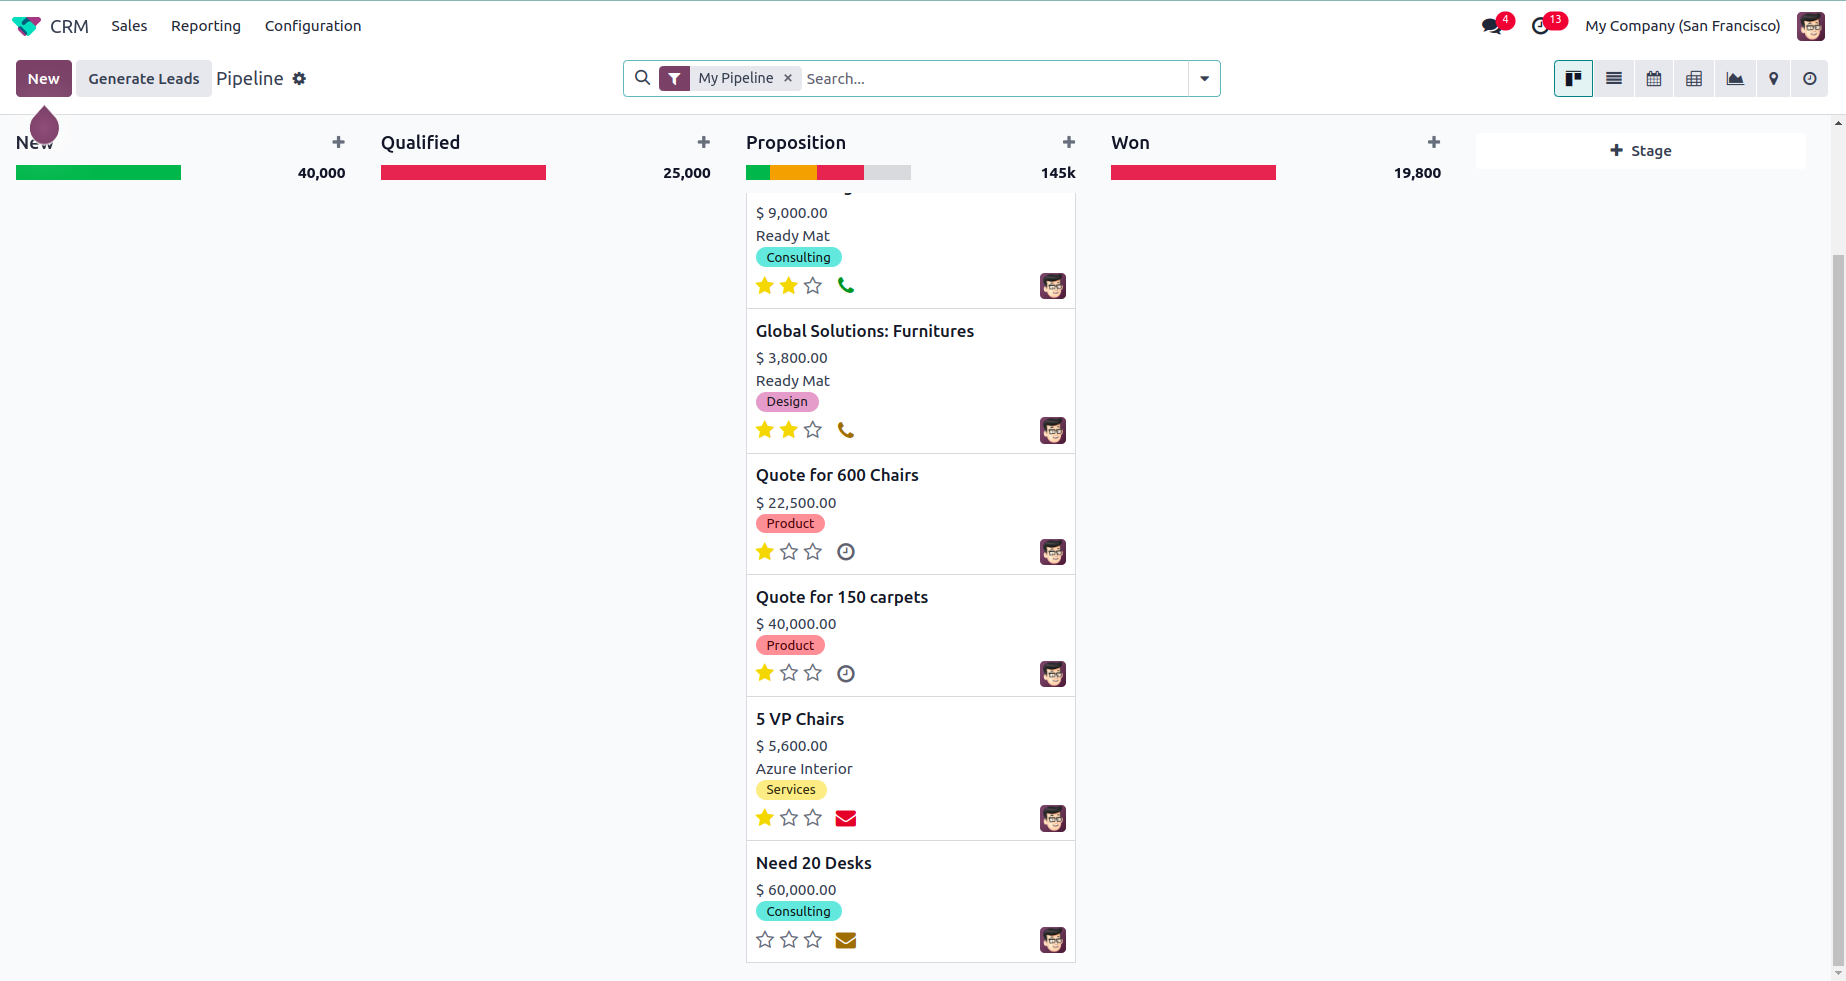 CRM Sales Reporting Configuration 4 13 My Company (San Francisco)
New Generate Leads Pipeline My Pipeline × Search...
New + Qualified + Proposition + Won + + Stage
40,000 25,000 145k 19,800
$ 9,000.00
Ready Mat
Consulting
Global Solutions: Furnitures
$ 3,800.00
Ready Mat
Design
Quote for 600 Chairs
$ 22,500.00
Product
Quote for 150 carpets
$ 40,000.00
Product
5 VP Chairs
$ 5,600.00
Azure Interior
Services
Need 20 Desks
$ 60,000.00
Consulting